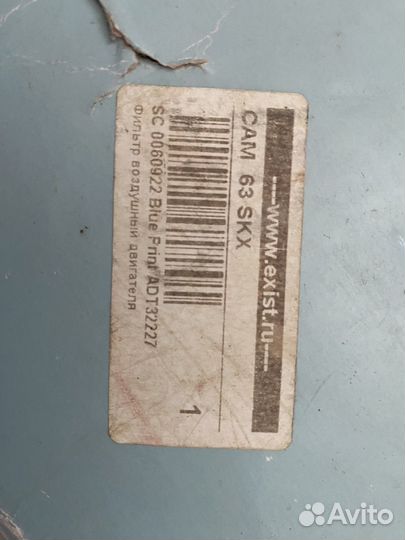 ----www.exist.ru----
CAM 63 SKX
SC 0060922 Blue Print ADT32227
Фильтр воздушный двигателя
1
Avito